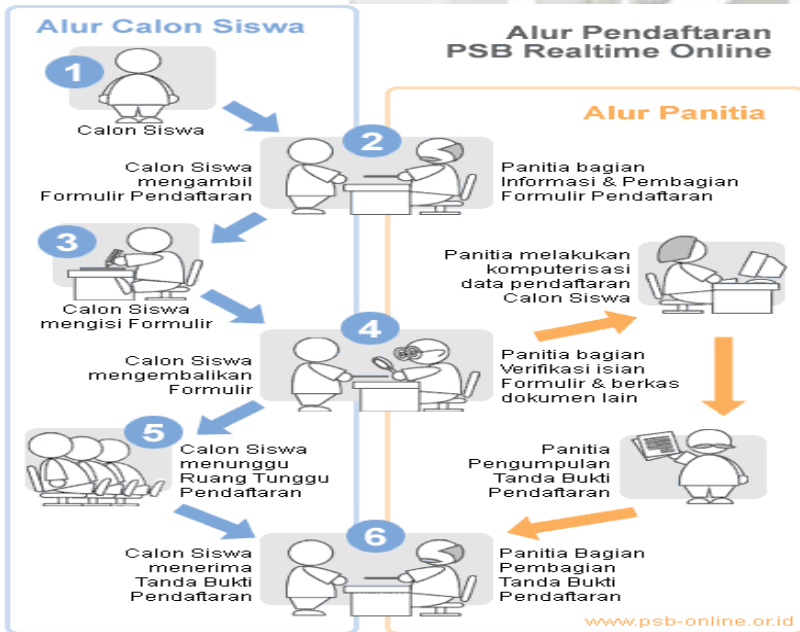 Alur Calon Siswa
Alur Pendaftaran
PSB Realtime Online
Alur Panitia
1
Calon Siswa
2
Calon Siswa
mengambil
Formulir Pendaftaran
Panitia bagian
Informasi & Pembagian
Formulir Pendaftaran
3
Calon Siswa
mengisi Formulir
Panitia melakukan
komputerisasi
data pendaftaran
Calon Siswa
4
Calon Siswa
mengembalikan
Formulir
Panitia bagian
Verifikasi isian
Formulir & berkas
dokumen lain
5
Calon Siswa
menunggu
Ruang Tunggu
Pendaftaran
Panitia
Pengumpulan
Tanda Bukti
Pendaftaran
6
Calon Siswa
menerima
Tanda Bukti
Pendaftaran
Panitia Bagian
Pembagian
Tanda Bukti
Pendaftaran
www.psb-online.or.id